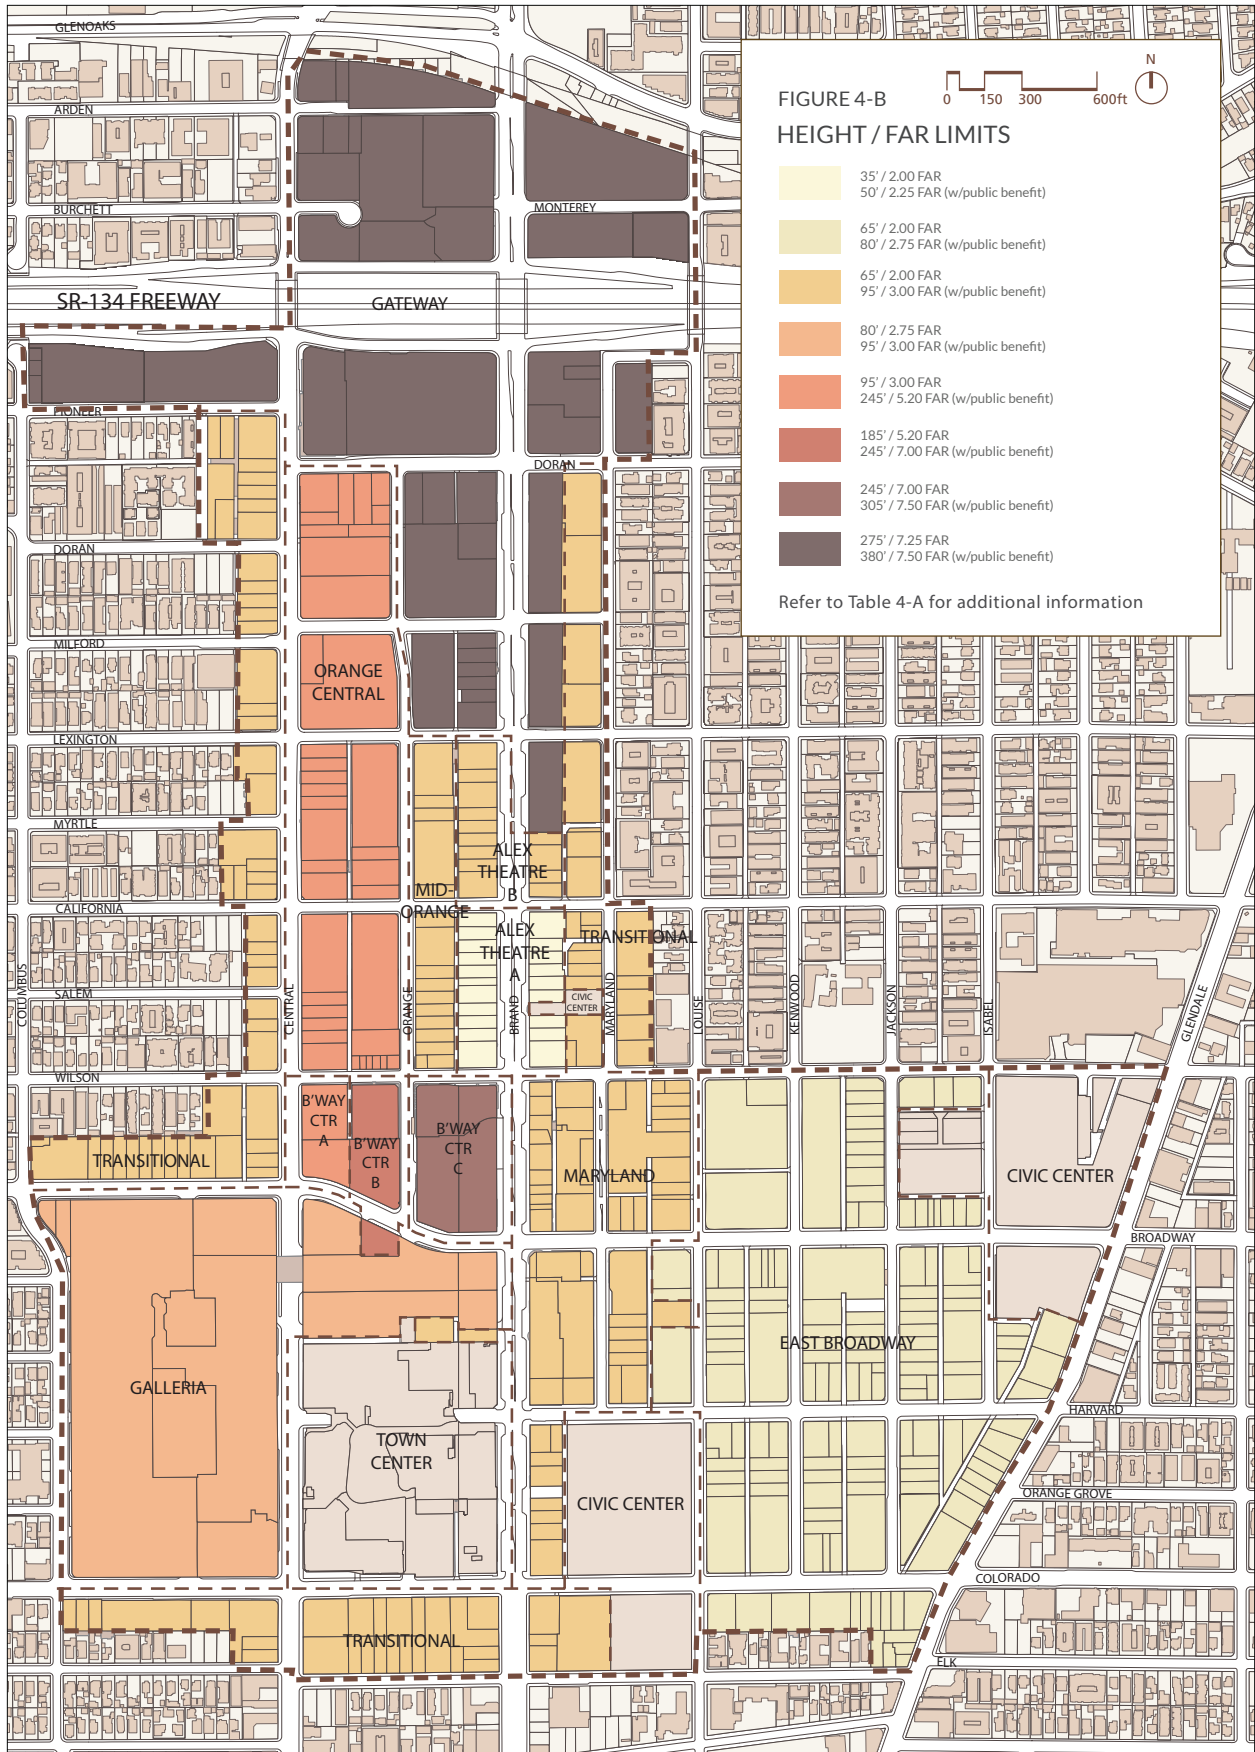 GLENOAKS
ARDEN
BURCHETT
MONTEREY
SR-134 FREEWAY
GATEWAY
PIONEER
DORAN
DORAN
MILFORD
ORANGE
CENTRAL
LEXINGTON
MYRTLE
ALEX
THEATRE
B
MID-
ORANGE
CALIFORNIA
ALEX
THEATRE
A
TRANSITIONAL
COLUMBUS
SALEM
CENTRAL
ORANGE
BRAND
CIVIC
CENTER
MARYLAND
LOUISE
KENWOOD
JACKSON
ISABEL
GLENDALE
WILSON
B'WAY
CTR
A
B'WAY
CTR
B
B'WAY
CTR
C
TRANSITIONAL
MARYLAND
CIVIC CENTER
BROADWAY
EAST BROADWAY
GALLERIA
HARVARD
TOWN
CENTER
CIVIC CENTER
ORANGE GROVE
COLORADO
TRANSITIONAL
ELK
FIGURE 4-B
HEIGHT / FAR LIMITS
0 150 300 600ft
N
35' / 2.00 FAR
50' / 2.25 FAR (w/public benefit)
65' / 2.00 FAR
80' / 2.75 FAR (w/public benefit)
65' / 2.00 FAR
95' / 3.00 FAR (w/public benefit)
80' / 2.75 FAR
95' / 3.00 FAR (w/public benefit)
95' / 3.00 FAR
245' / 5.20 FAR (w/public benefit)
185' / 5.20 FAR
245' / 7.00 FAR (w/public benefit)
245' / 7.00 FAR
305' / 7.50 FAR (w/public benefit)
275' / 7.25 FAR
380' / 7.50 FAR (w/public benefit)
Refer to Table 4-A for additional information